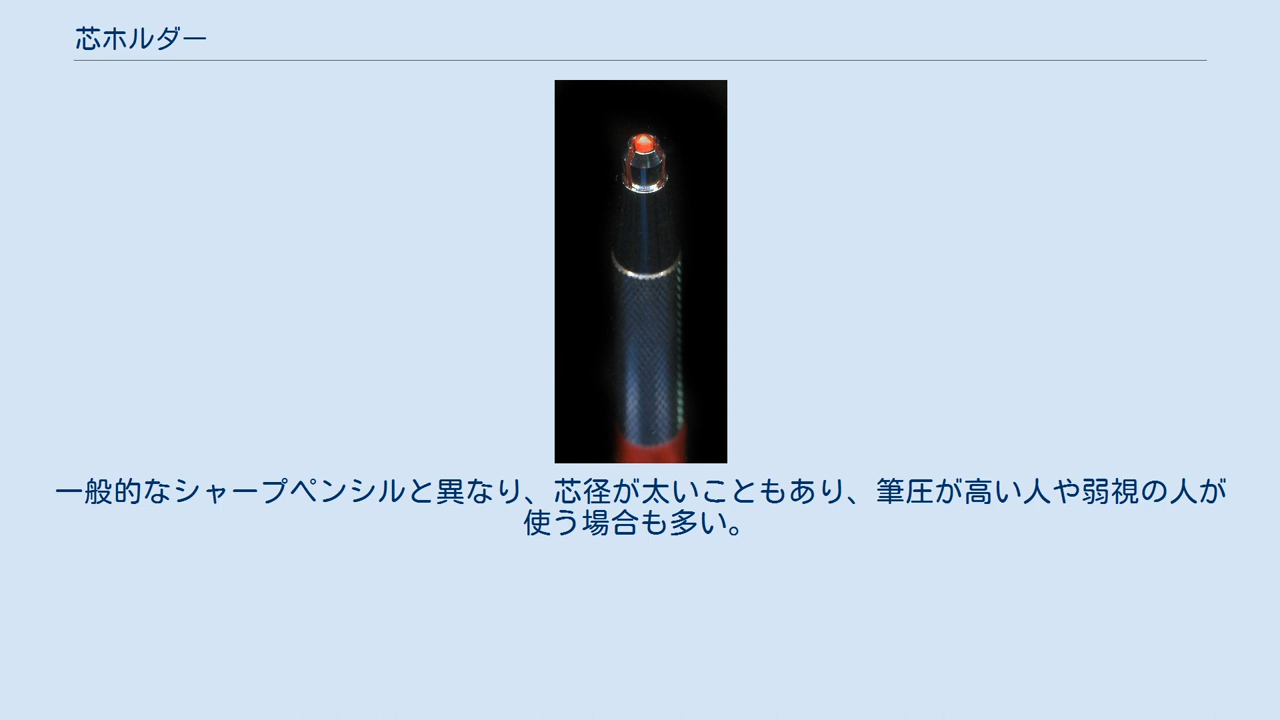 芯ホルダー
一般的なシャープペンシルと異なり、芯径が太いこともあり、筆圧が高い人や弱視の人が
使う場合も多い。